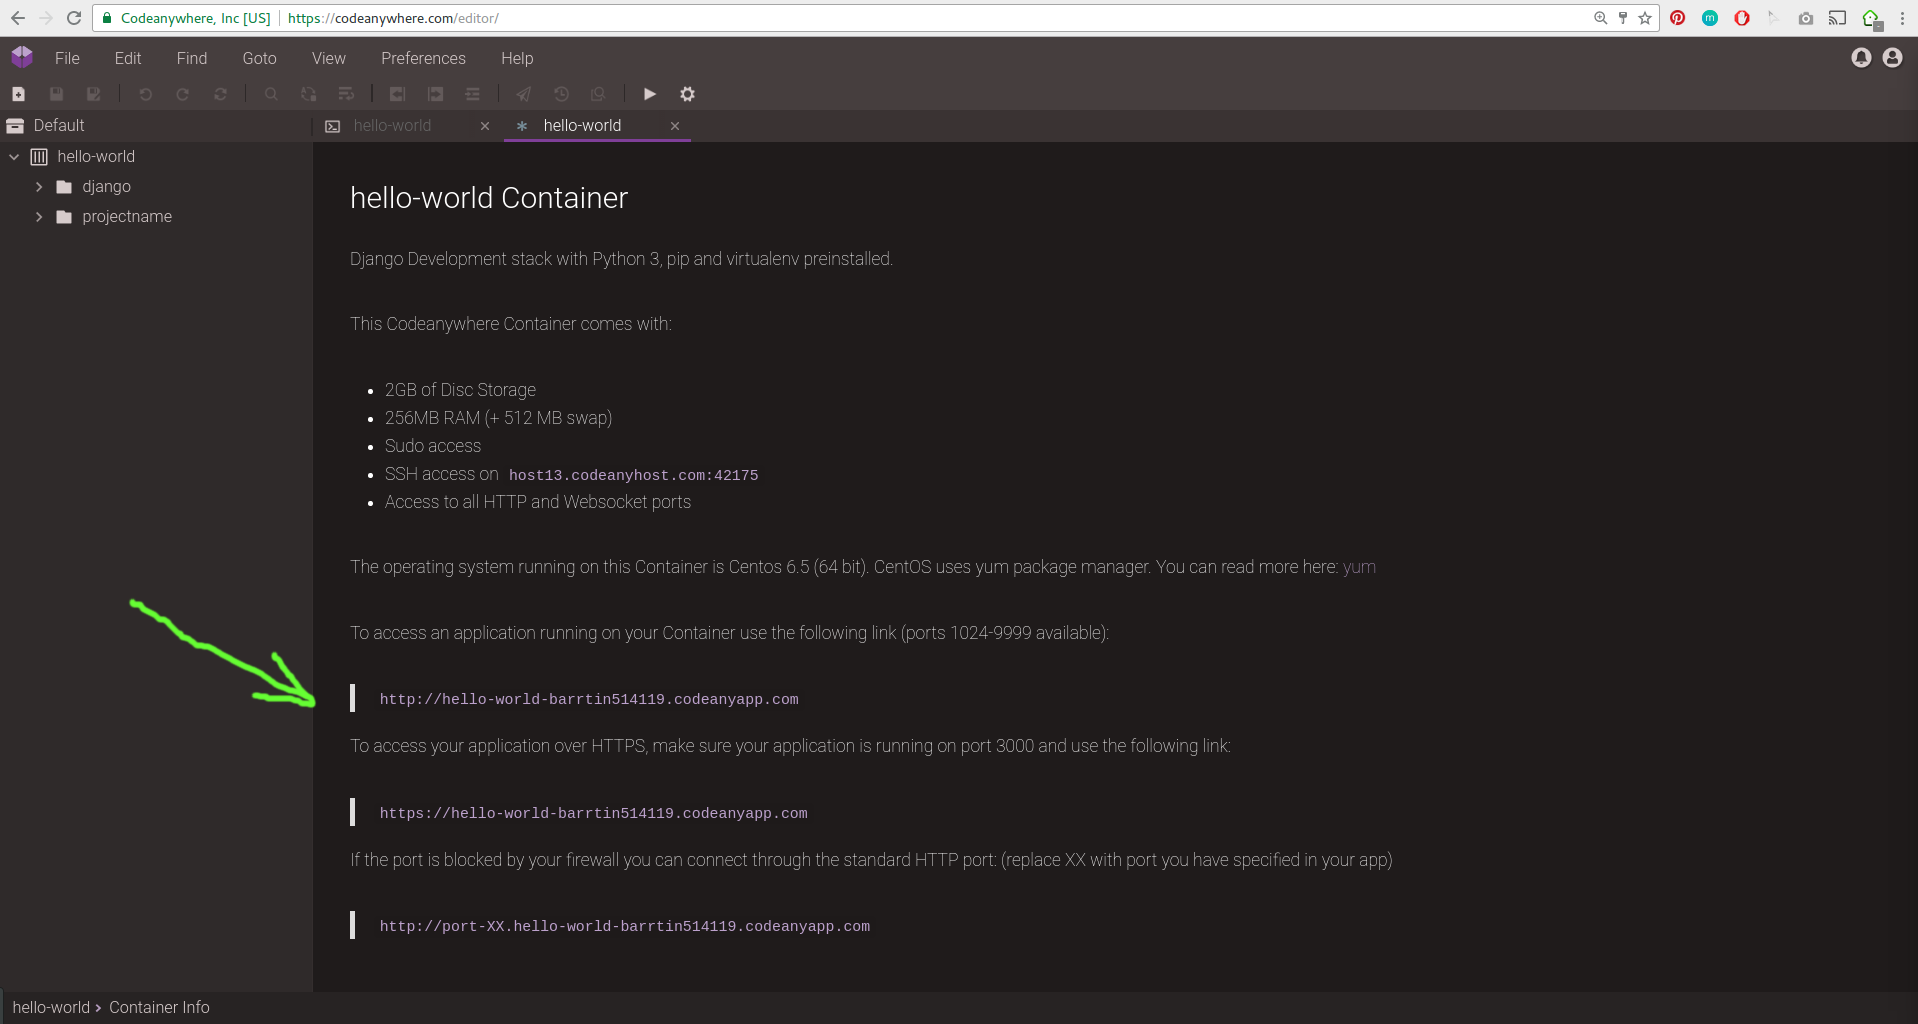 Codeanywhere, Inc [US] https://codeanywhere.com/editor/
File Edit Find Goto View Preferences Help
Default
hello-world
hello-world
hello-world
django
projectname
hello-world Container
Django Development stack with Python 3, pip and virtualenv preinstalled.
This Codeanywhere Container comes with:
2GB of Disc Storage
256MB RAM (+ 512 MB swap)
Sudo access
SSH access on host13.codeanyhost.com:42175
Access to all HTTP and Websocket ports
The operating system running on this Container is Centos 6.5 (64 bit). CentOS uses yum package manager. You can read more here: yum
To access an application running on your Container use the following link (ports 1024-9999 available):
http://hello-world-barrtin514119.codeanyapp.com
To access your application over HTTPS, make sure your application is running on port 3000 and use the following link:
https://hello-world-barrtin514119.codeanyapp.com
If the port is blocked by your firewall you can connect through the standard HTTP port: (replace XX with port you have specified in your app)
http://port-XX.hello-world-barrtin514119.codeanyapp.com
hello-world > Container Info